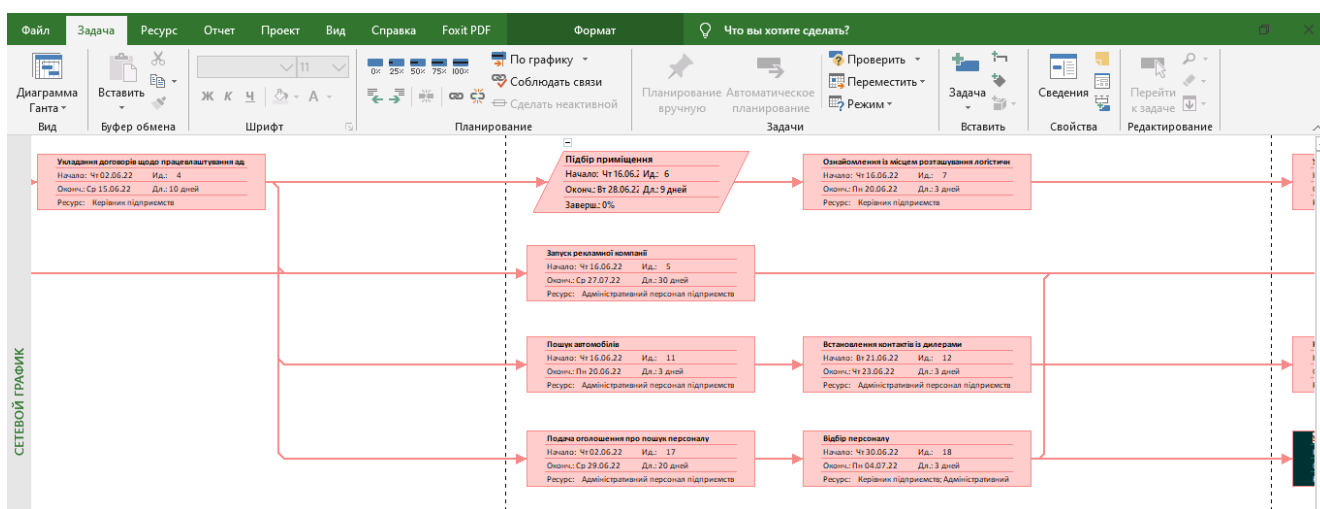 Файл Задача Ресурс Отчет Проект Вид Справка Foxit PDF Формат Что вы хотите сделать?
Диаграмма Ганта
Вставить
11
Ж К Ч А
0× 25× 50× 75× 100×
По графику
Соблюдать связи
Сделать неактивной
Планирование вручную
Автоматическое планирование
Проверить
Переместить
Режим
Задача
Сведения
Перейти к задаче
Вид Буфер обмена Шрифт Планирование Задачи Вставить Свойства Редактирование
СЕТЕВОЙ ГРАФИК
Укладання договорів щодо працевлаштування ад
Начало: Чт 02.06.22 Ид.: 4
Оконч.: Ср 15.06.22 Дл.: 10 дней
Ресурс: Керівник підприємств
Підбір приміщення
Начало: Чт 16.06.2 Ид.: 6
Оконч.: Вт 28.06.22 Дл.: 9 дней
Заверш.: 0%
Ознайомлення із місцем розташування логістичн
Начало: Чт 16.06.22 Ид.: 7
Оконч.: Пн 20.06.22 Дл.: 3 дней
Ресурс: Керівник підприємств
Запуск рекламної компанії
Начало: Чт 16.06.22 Ид.: 5
Оконч.: Ср 27.07.22 Дл.: 30 дней
Ресурс: Адміністративний персонал підприємств
Пошук автомобілів
Начало: Чт 16.06.22 Ид.: 11
Оконч.: Пн 20.06.22 Дл.: 3 дней
Ресурс: Адміністративний персонал підприємств
Встановлення контактів із дилерами
Начало: Вт 21.06.22 Ид.: 12
Оконч.: Чт 23.06.22 Дл.: 3 дней
Ресурс: Адміністративний персонал підприємств
Подача оголошення про пошук персоналу
Начало: Чт 02.06.22 Ид.: 17
Оконч.: Ср 29.06.22 Дл.: 20 дней
Ресурс: Адміністративний персонал підприємств
Відбір персоналу
Начало: Чт 30.06.22 Ид.: 18
Оконч.: Пн 04.07.22 Дл.: 3 дней
Ресурс: Керівник підприємств; Адміністративний